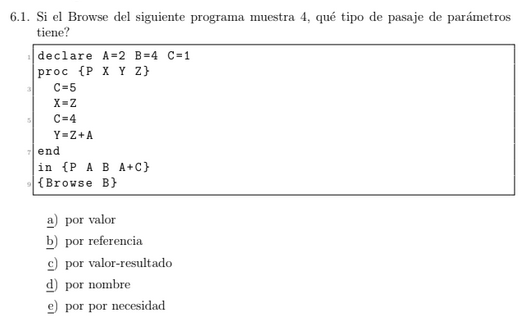 6.1. Si el Browse del siguiente programa muestra 4, qué tipo de pasaje de parámetros
tiene?
1 declare A=2 B=4 C=1
proc {P X Y Z}
3 C=5
X=Z
5 C=4
Y=Z+A
7 end
in {P A B A+C}
9 {Browse B}
a) por valor
b) por referencia
c) por valor-resultado
d) por nombre
e) por por necesidad